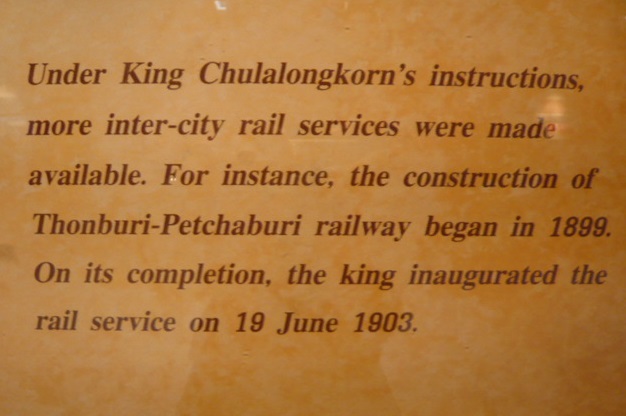 Under King Chulalongkorn's instructions,
more inter-city rail services were made
available. For instance, the construction of
Thonburi-Petchaburi railway began in 1899.
On its completion, the king inaugurated the
rail service on 19 June 1903.